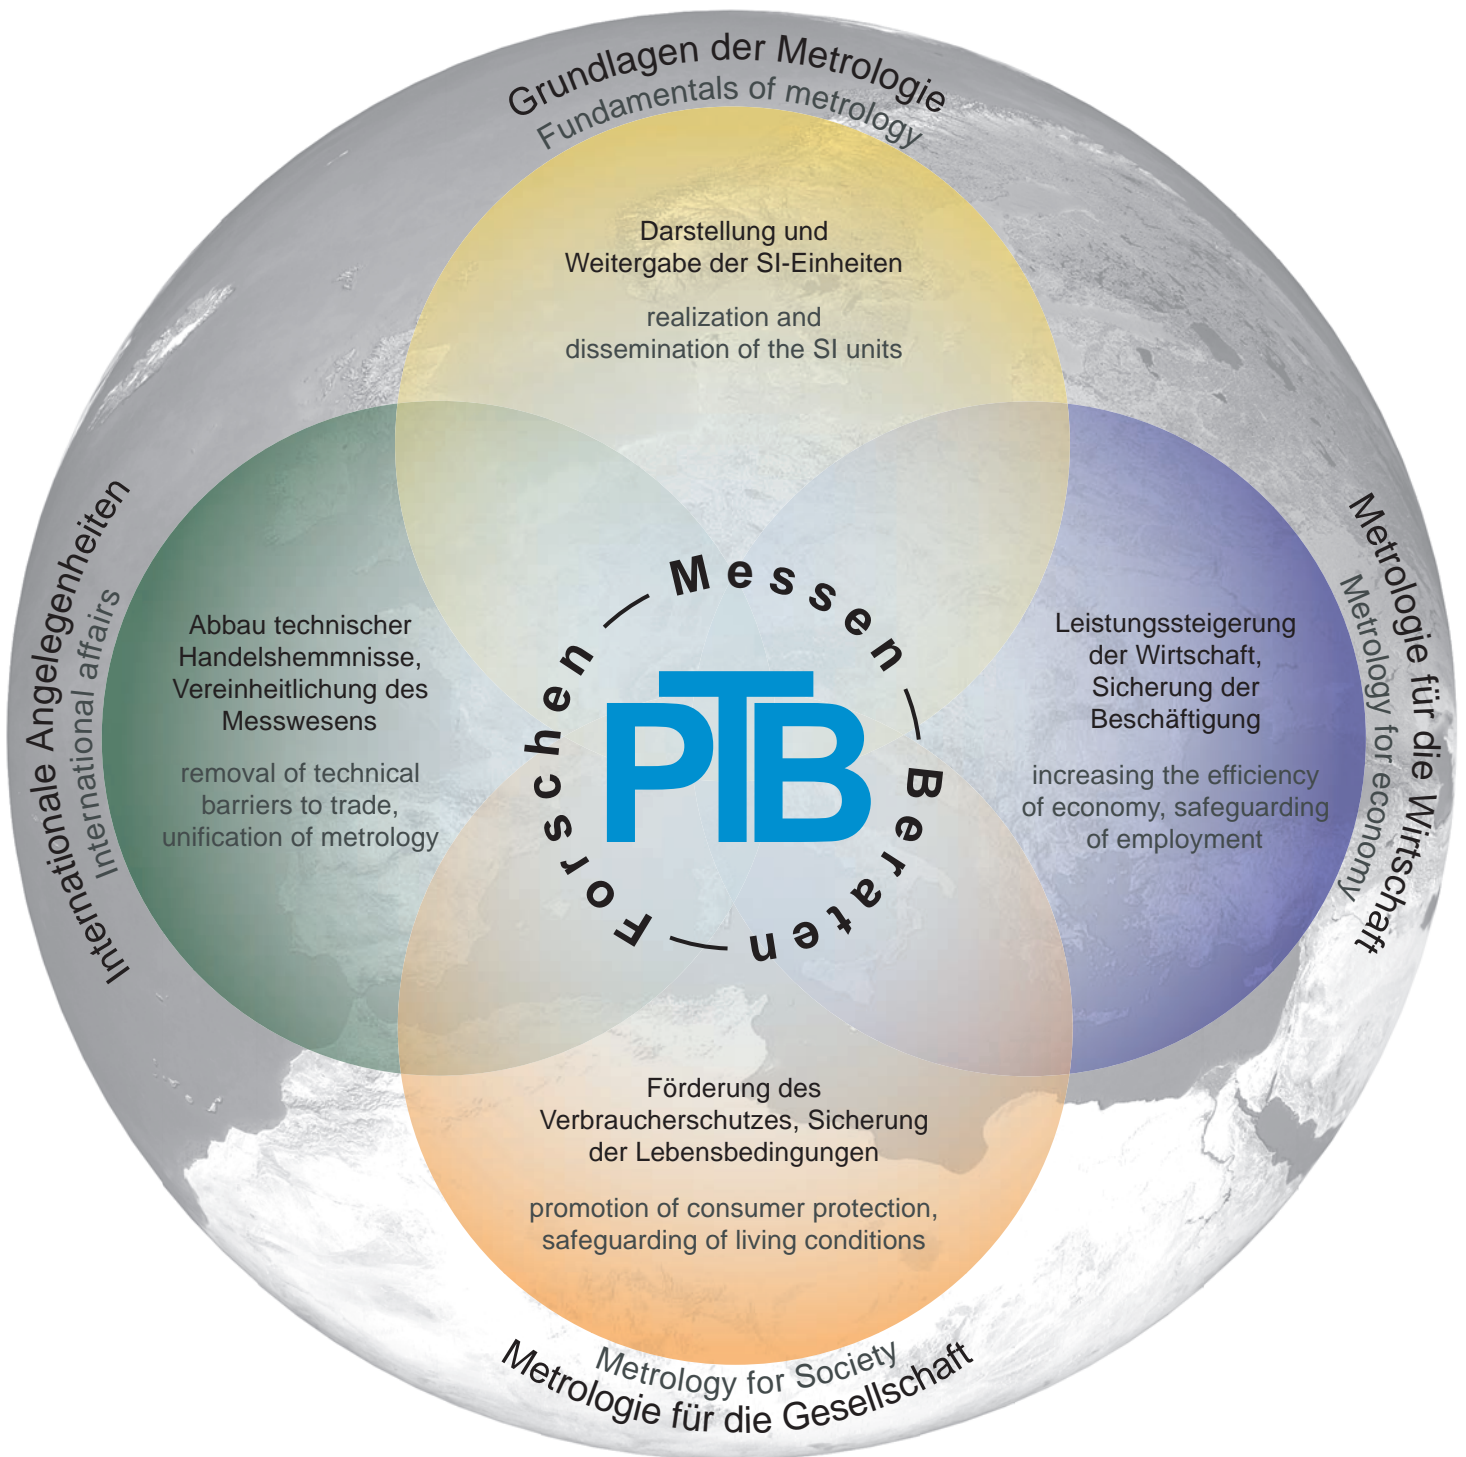 Grundlagen der Metrologie
Fundamentals of metrology
Darstellung und
Weitergabe der SI-Einheiten
realization and
dissemination of the SI units
Internationale Angelegenheiten
International affairs
Abbau technischer
Handelshemmnisse,
Vereinheitlichung des
Messwesens
removal of technical
barriers to trade,
unification of metrology
Forschen — Messen — Beraten —
PTB
Leistungssteigerung
der Wirtschaft,
Sicherung der
Beschäftigung
increasing the efficiency
of economy, safeguarding
of employment
Metrologie für die Wirtschaft
Metrology for economy
Förderung des
Verbraucherschutzes, Sicherung
der Lebensbedingungen
promotion of consumer protection,
safeguarding of living conditions
Metrology for Society
Metrologie für die Gesellschaft